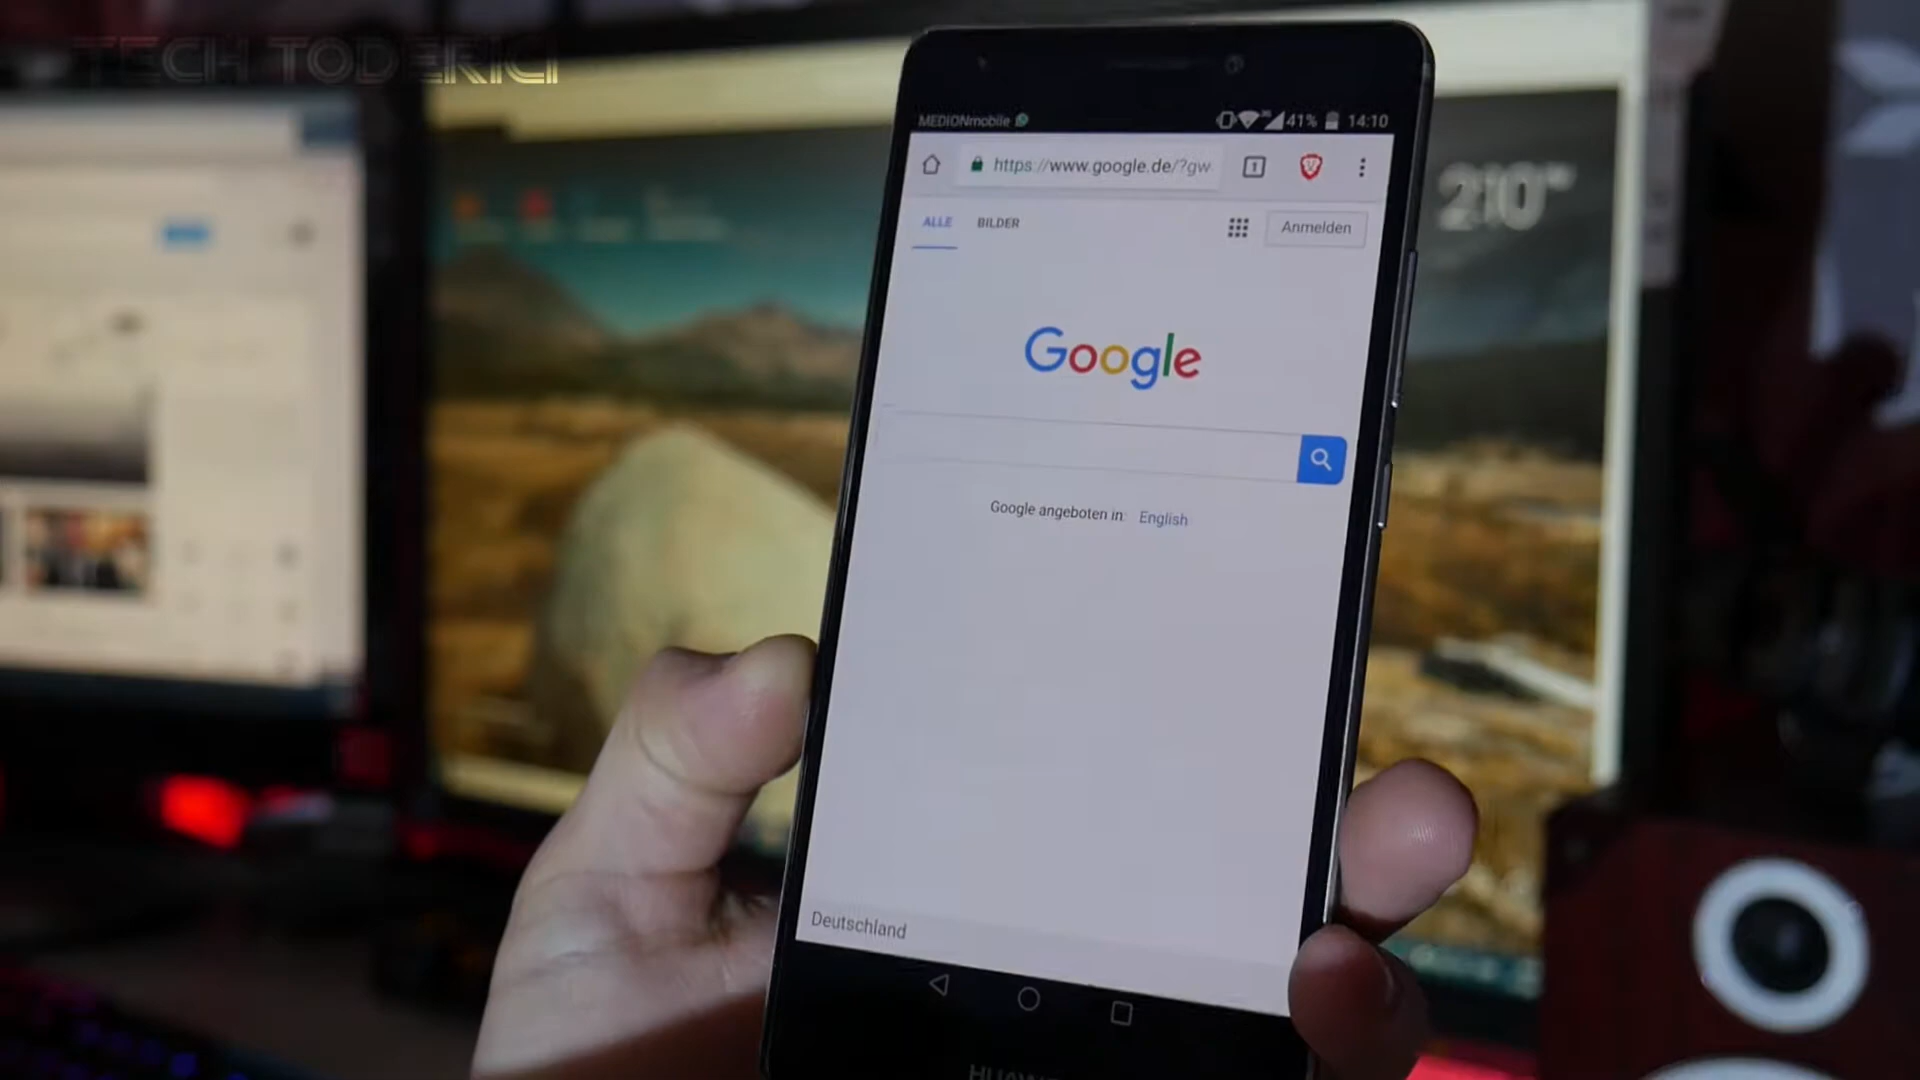 TECH TODERICI
MEDIONmobile
41% 14:10
https://www.google.de/?gw
1
ALLE BILDER
Anmelden
Google
Google angeboten in: English
Deutschland